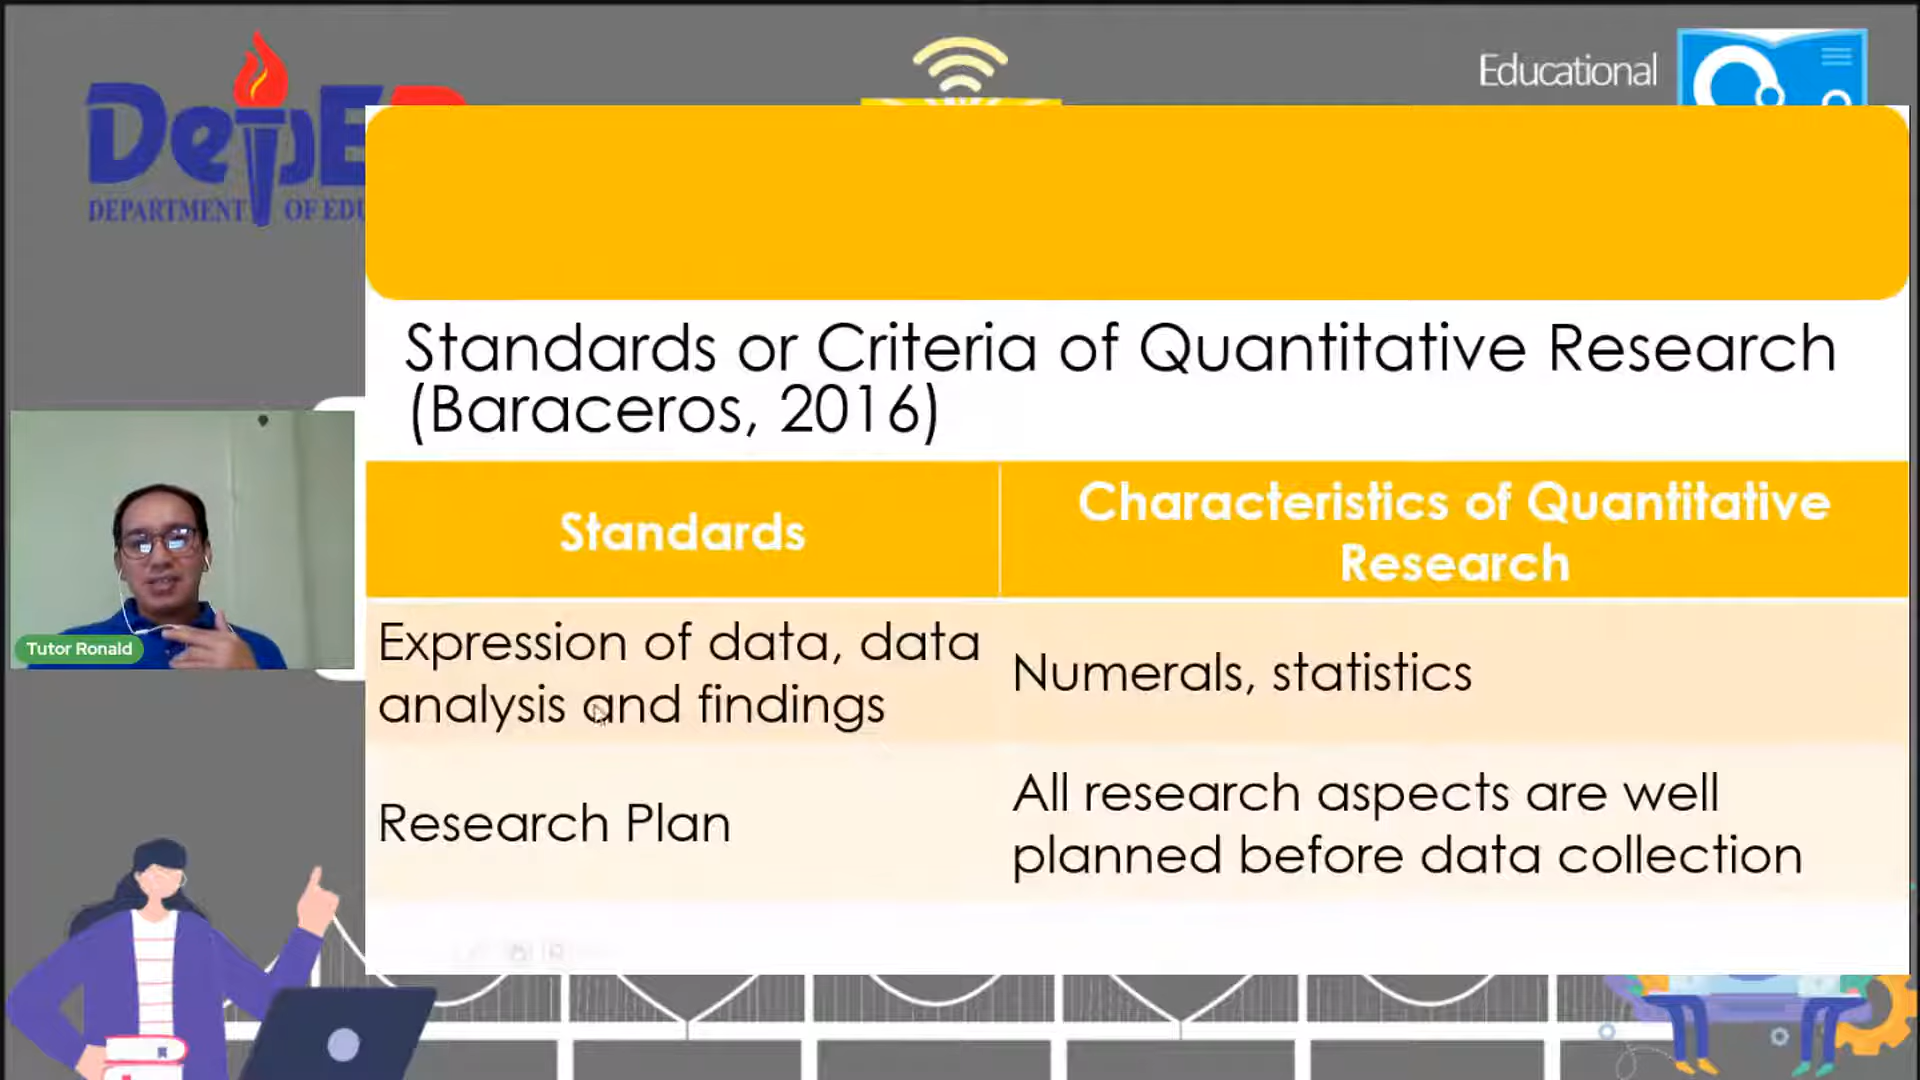 DepE
DEPARTMENT OF EDU
Educational
Standards or Criteria of Quantitative Research
(Baraceros, 2016)
Standards
Characteristics of Quantitative
Research
Expression of data, data
analysis and findings
Numerals, statistics
Research Plan
All research aspects are well
planned before data collection
Tutor Ronald